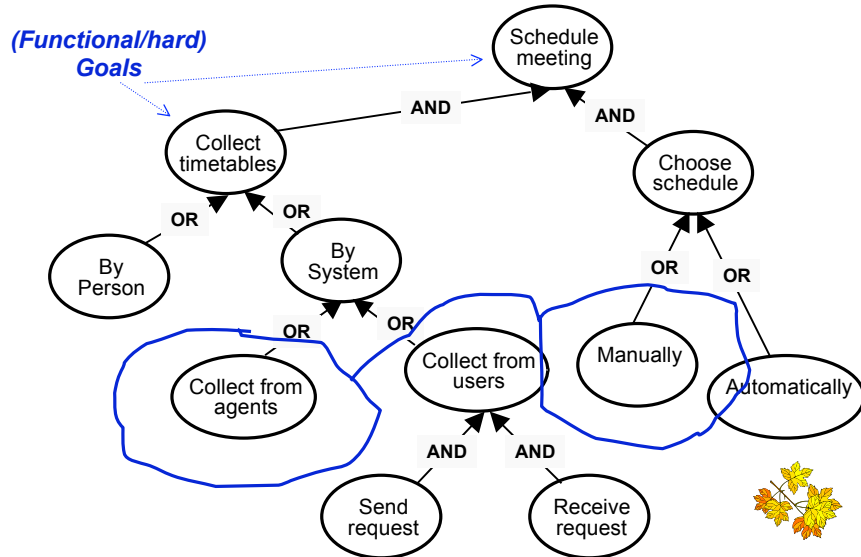 (Functional/hard)
Goals
Schedule
meeting
AND
AND
Collect
timetables
Choose
schedule
OR
OR
By
Person
By
System
OR
OR
OR
OR
Collect from
agents
Collect from
users
Manually
Automatically
AND
AND
Send
request
Receive
request